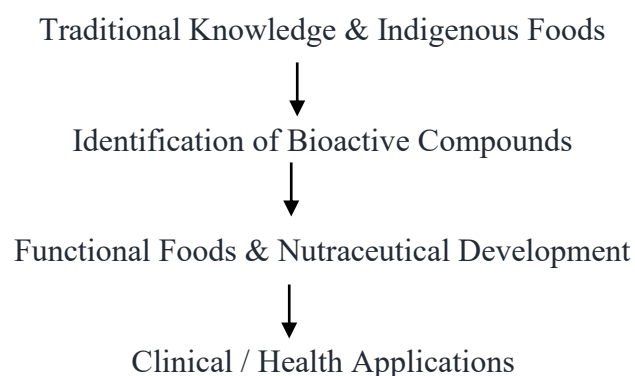 Traditional Knowledge & Indigenous Foods
Identification of Bioactive Compounds
Functional Foods & Nutraceutical Development
Clinical / Health Applications